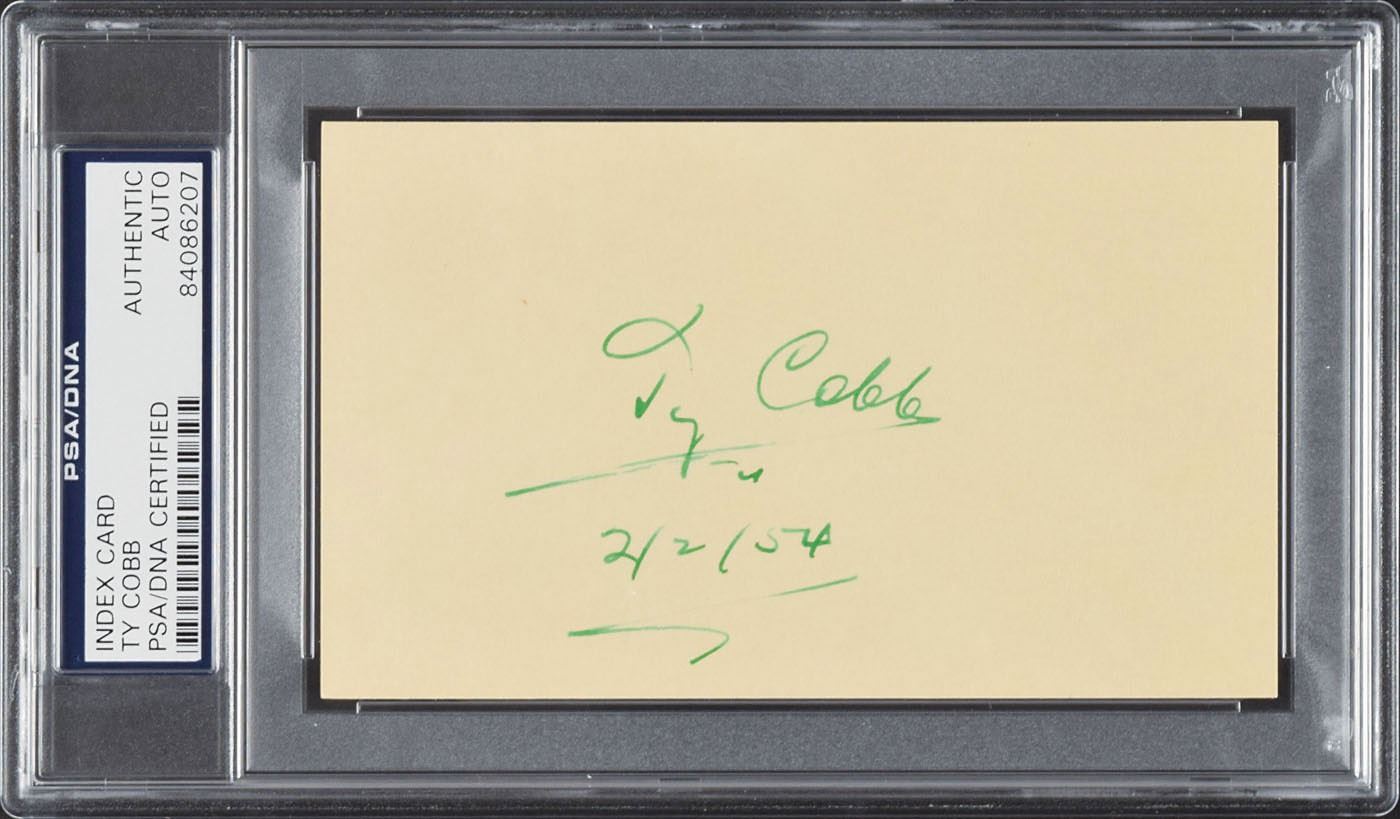 PSA/DNA
INDEX CARD AUTHENTIC
TY COBB AUTO
PSA/DNA CERTIFIED 84086207
Ty Cobb
2/2/54